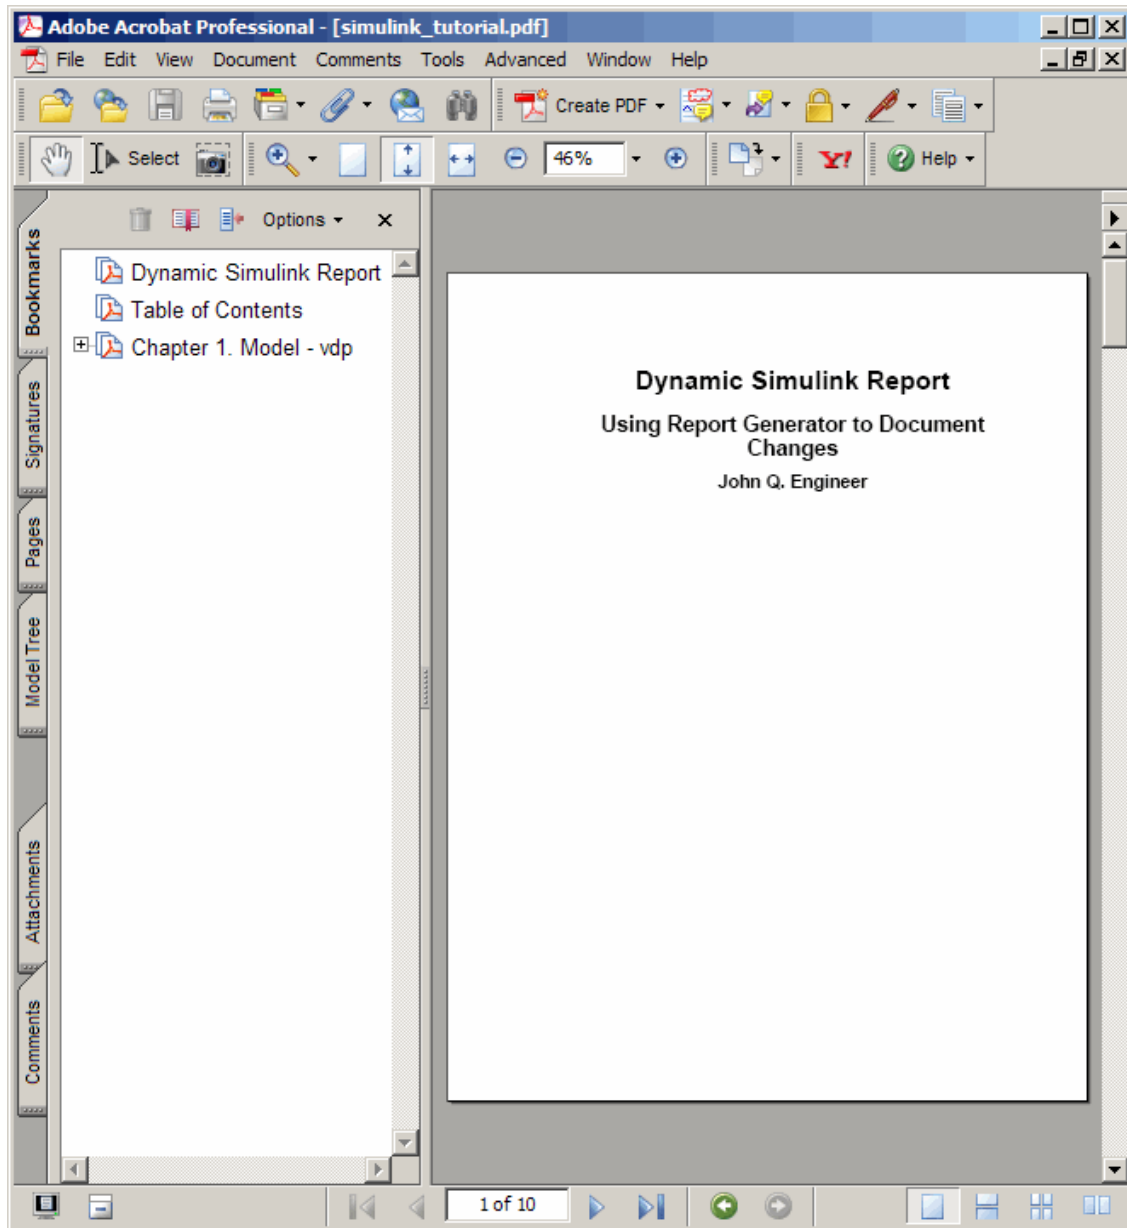 Adobe Acrobat Professional - [simulink_tutorial.pdf]
File Edit View Document Comments Tools Advanced Window Help
Create PDF
Select 46% Y! Help
Options
Bookmarks
Signatures
Pages
Model Tree
Attachments
Comments
Dynamic Simulink Report
Table of Contents
Chapter 1. Model - vdp
Dynamic Simulink Report
Using Report Generator to Document
Changes
John Q. Engineer
1 of 10